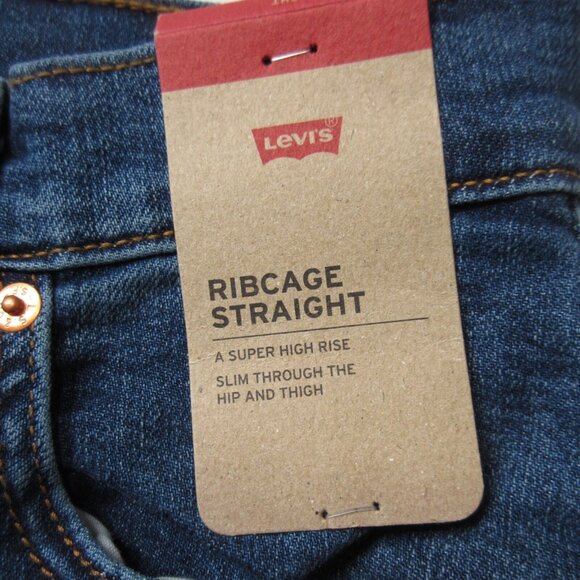 LEVI'S®
RIBCAGE
STRAIGHT
A SUPER HIGH RISE
SLIM THROUGH THE
HIP AND THIGH